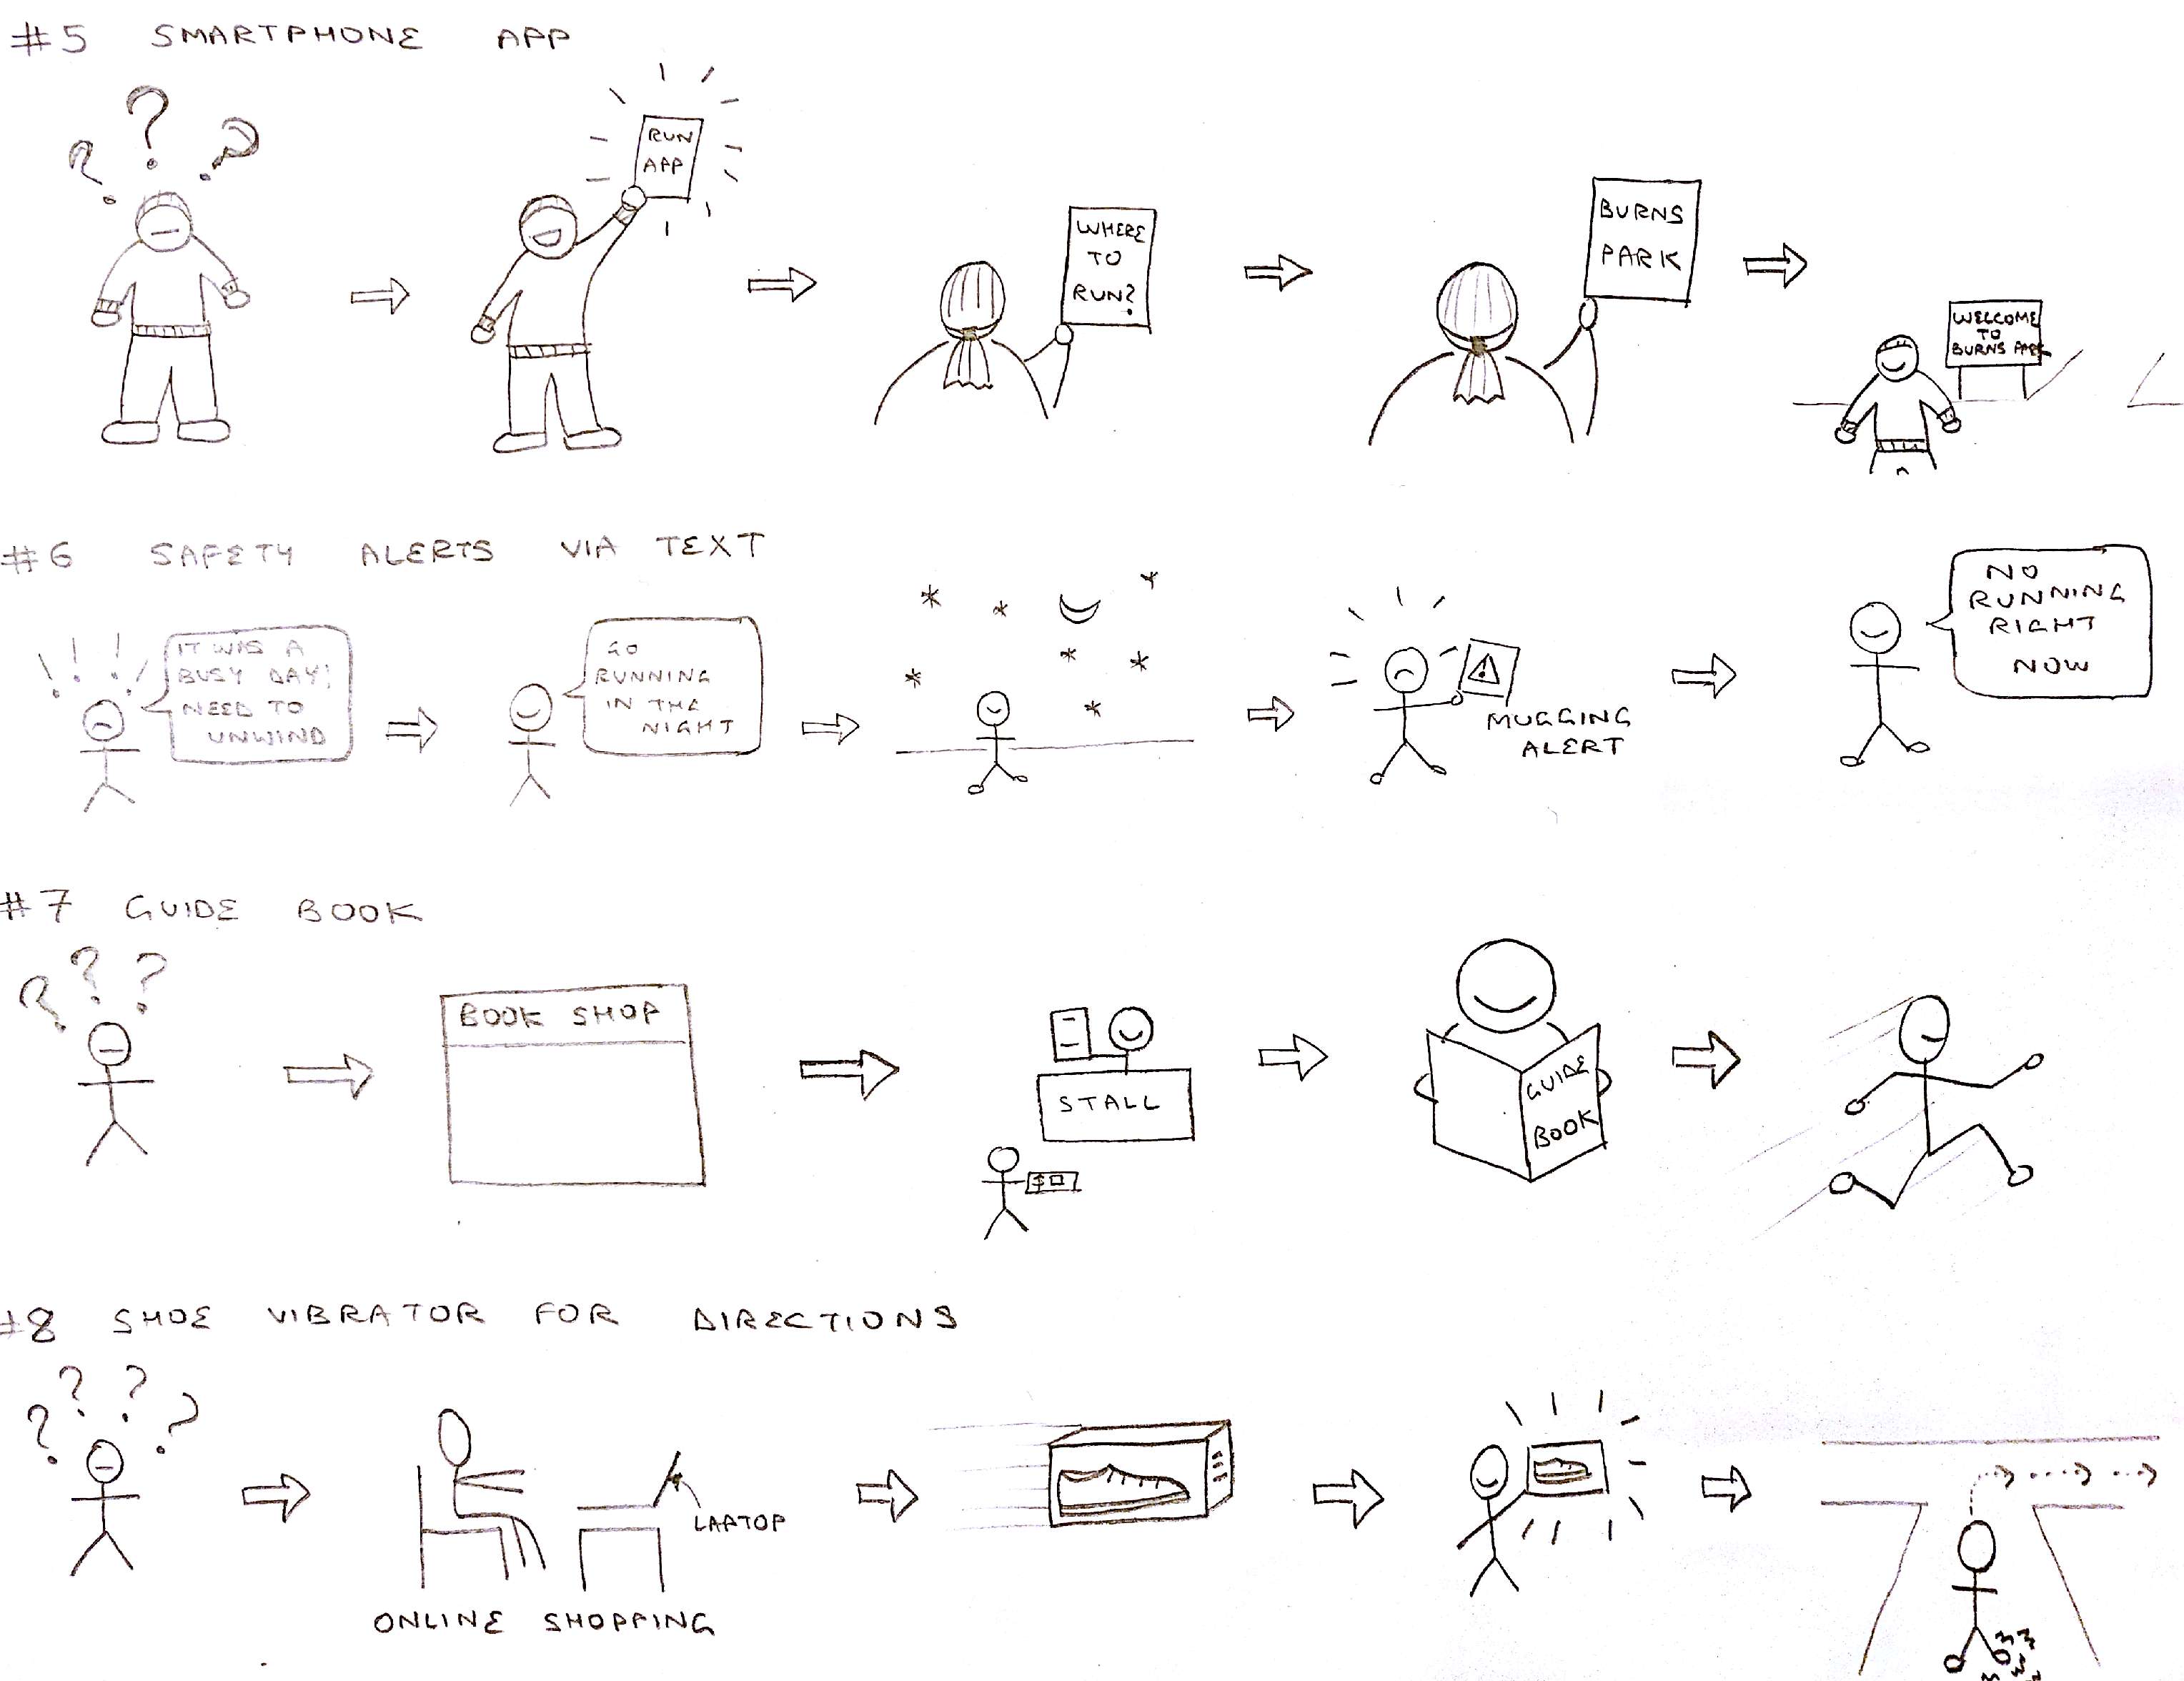 #5 SMARTPHONE APP
? ? ?
RUN
APP
WHERE
TO
RUN?
BURNS
PARK
WELCOME
TO
BURNS PARK
#6 SAFETY ALERTS VIA TEXT
! ! ! !
IT WAS A
BUSY DAY!
NEED TO
UNWIND
GO
RUNNING
IN THE
NIGHT
!
MUGGING
ALERT
NO
RUNNING
RIGHT
NOW
#7 GUIDE BOOK
? ? ?
BOOK SHOP
STALL
$
GUIDE
BOOK
#8 SHOE VIBRATOR FOR DIRECTIONS
? ? ? ?
LAPTOP
ONLINE SHOPPING